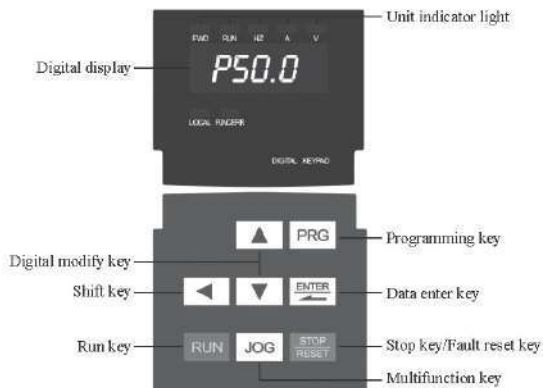 Unit indicator light
FWD RUN HZ A V
Digital display
P50.0
LOCAL RUN/ERR
DIGITAL KEYPAD
PRG
Programming key
Digital modify key
Shift key
ENTER
Data enter key
Run key
RUN
JOG
STOP
RESET
Stop key/Fault reset key
Multifunction key